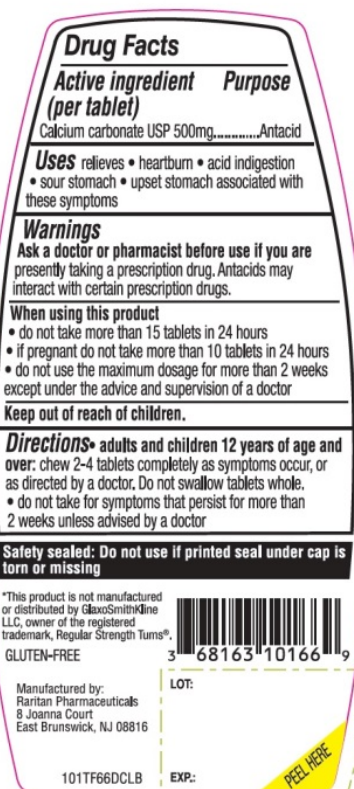 Drug Facts
Active ingredient Purpose
(per tablet)
Calcium carbonate USP 500mg.............Antacid
Uses relieves • heartburn • acid indigestion
• sour stomach • upset stomach associated with
these symptoms
Warnings
Ask a doctor or pharmacist before use if you are
presently taking a prescription drug. Antacids may
interact with certain prescription drugs.
When using this product
• do not take more than 15 tablets in 24 hours
• if pregnant do not take more than 10 tablets in 24 hours
• do not use the maximum dosage for more than 2 weeks
except under the advice and supervision of a doctor
Keep out of reach of children.
Directions• adults and children 12 years of age and
over: chew 2-4 tablets completely as symptoms occur, or
as directed by a doctor. Do not swallow tablets whole.
• do not take for symptoms that persist for more than
2 weeks unless advised by a doctor
Safety sealed: Do not use if printed seal under cap is
torn or missing
*This product is not manufactured
or distributed by GlaxoSmithKline
LLC, owner of the registered
trademark, Regular Strength Tums®.
GLUTEN-FREE
3 68163 10166 9
Manufactured by:
Raritan Pharmaceuticals
8 Joanna Court
East Brunswick, NJ 08816
101TF66DCLB
LOT:
EXP.:
PEEL HERE